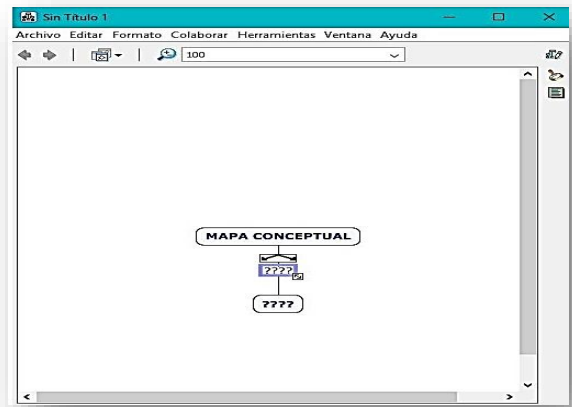 Sin Título 1
Archivo Editar Formato Colaborar Herramientas Ventana Ayuda
100
MAPA CONCEPTUAL
????
????